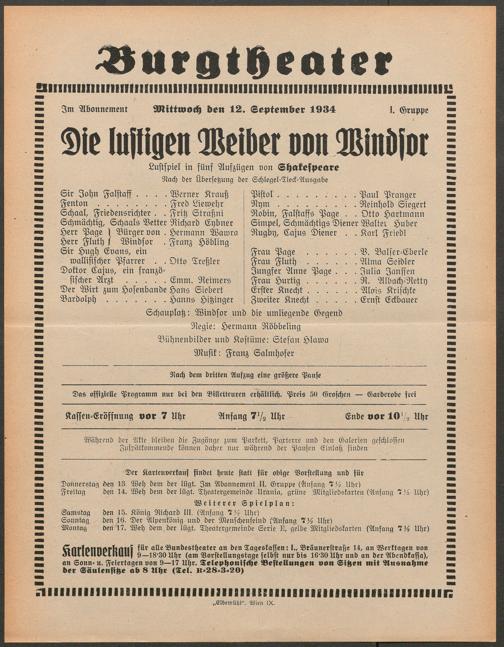 Burgtheater
Im Abonnement Mittwoch den 12. September 1934 I. Gruppe
Die lustigen Weiber von Windsor
Lustspiel in fünf Aufzügen von Shakespeare
Nach der Übersetzung der Schlegel-Tieck-Ausgabe
Sir John Falstaff . . . . Werner Krauß
Fenton . . . . . . . . Fred Liewehr
Schaal, Friedensrichter . . Fritz Straßni
Schmächtig, Schaals Vetter Richard Eybner
Herr Page } Bürger von . Hermann Wawra
Herr Fluth } Windsor . Franz Höbling
Sir Hugh Evans, ein
wallisischer Pfarrer . . Otto Treßler
Doktor Cajus, ein französi-
sischer Arzt . . . . . Emm. Reimers
Der Wirt zum Hosenbande Hans Siebert
Bardolph . . . . . . . Hanns Hitzinger
Pistol . . . . . . . . . Paul Pranger
Nym . . . . . . . . . Reinhold Siegert
Robin, Falstaffs Page . . Otto Hartmann
Simpel, Schmächtigs Diener Walter Huber
Rugby, Cajus Diener . . Karl Friedl
Frau Page . . . . . . . V. Balser-Eberle
Frau Fluth . . . . . . . Alma Seidler
Jungfer Anne Page . . . Julia Janssen
Frau Hurtig . . . . . . R. Albach-Retty
Erster Knecht . . . . . Alois Krischke
Zweiter Knecht . . . . . Ernst Eckbauer
Schauplatz: Windsor und die umliegende Gegend
Regie: Hermann Röbbeling
Bühnenbilder und Kostüme: Stefan Hlawa
Musik: Franz Salmhofer
Nach dem dritten Aufzug eine größere Pause
Das offizielle Programm nur bei den Billetteuren erhältlich. Preis 50 Groschen — Garderobe frei
Kassen-Eröffnung vor 7 Uhr Anfang 7½ Uhr Ende vor 10½ Uhr
Während der Akte bleiben die Zugänge zum Parkett, Parterre und den Galerien geschlossen
Zuspätkommende können daher nur während der Pausen Einlaß finden
Der Kartenverkauf findet heute statt für obige Vorstellung und für
Donnerstag den 13. Weh dem der lügt. Im Abonnement II. Gruppe (Anfang 7½ Uhr)
Freitag den 14. Weh dem der lügt. Theatergemeinde Urania, grüne Mitgliedskarten (Anfang 7½ Uhr)
Weiterer Spielplan:
Samstag den 15. König Richard III. (Anfang 7½ Uhr)
Sonntag den 16. Der Alpenkönig und der Menschenfeind (Anfang 7½ Uhr)
Montag den 17. Weh dem der lügt. Theatergemeinde Serie E, gelbe Mitgliedskarten (Anfang 7½ Uhr)
Kartenverkauf für alle Bundestheater an den Tageskassen: I., Bräunerstraße 14, an Werktagen von
9—18:30 Uhr (am Vorstellungstage selbst nur bis 16:30 Uhr und an der Abendkassa),
an Sonn- u. Feiertagen von 9—17 Uhr. Telephonische Bestellungen von Sitzen mit Ausnahme
der Säulensitze ab 8 Uhr (Tel. R-28-3-20)
„Elbemühl“, Wien IX.